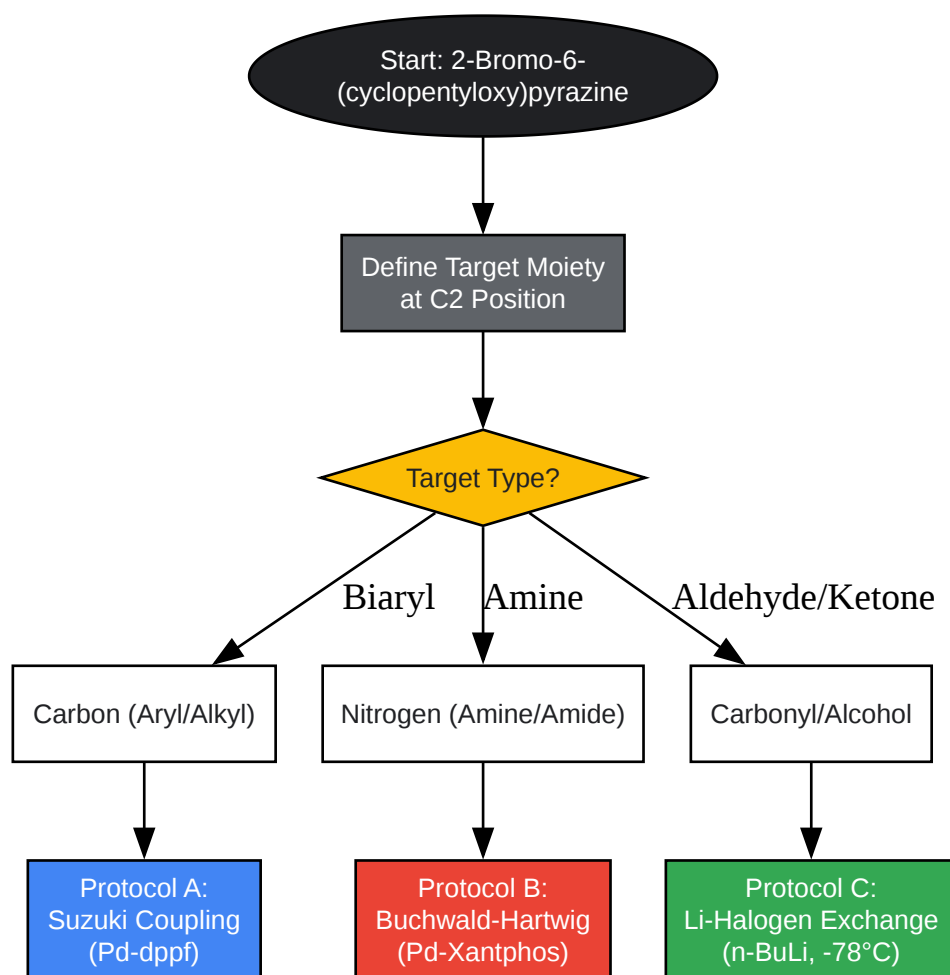 Start: 2-Bromo-6-
(cyclopentyloxy)pyrazine
Define Target Moiety
at C2 Position
Target Type?
Biaryl
Amine
Aldehyde/Ketone
Carbon (Aryl/Alkyl)
Nitrogen (Amine/Amide)
Carbonyl/Alcohol
Protocol A:
Suzuki Coupling
(Pd-dppf)
Protocol B:
Buchwald-Hartwig
(Pd-Xantphos)
Protocol C:
Li-Halogen Exchange
(n-BuLi, -78°C)